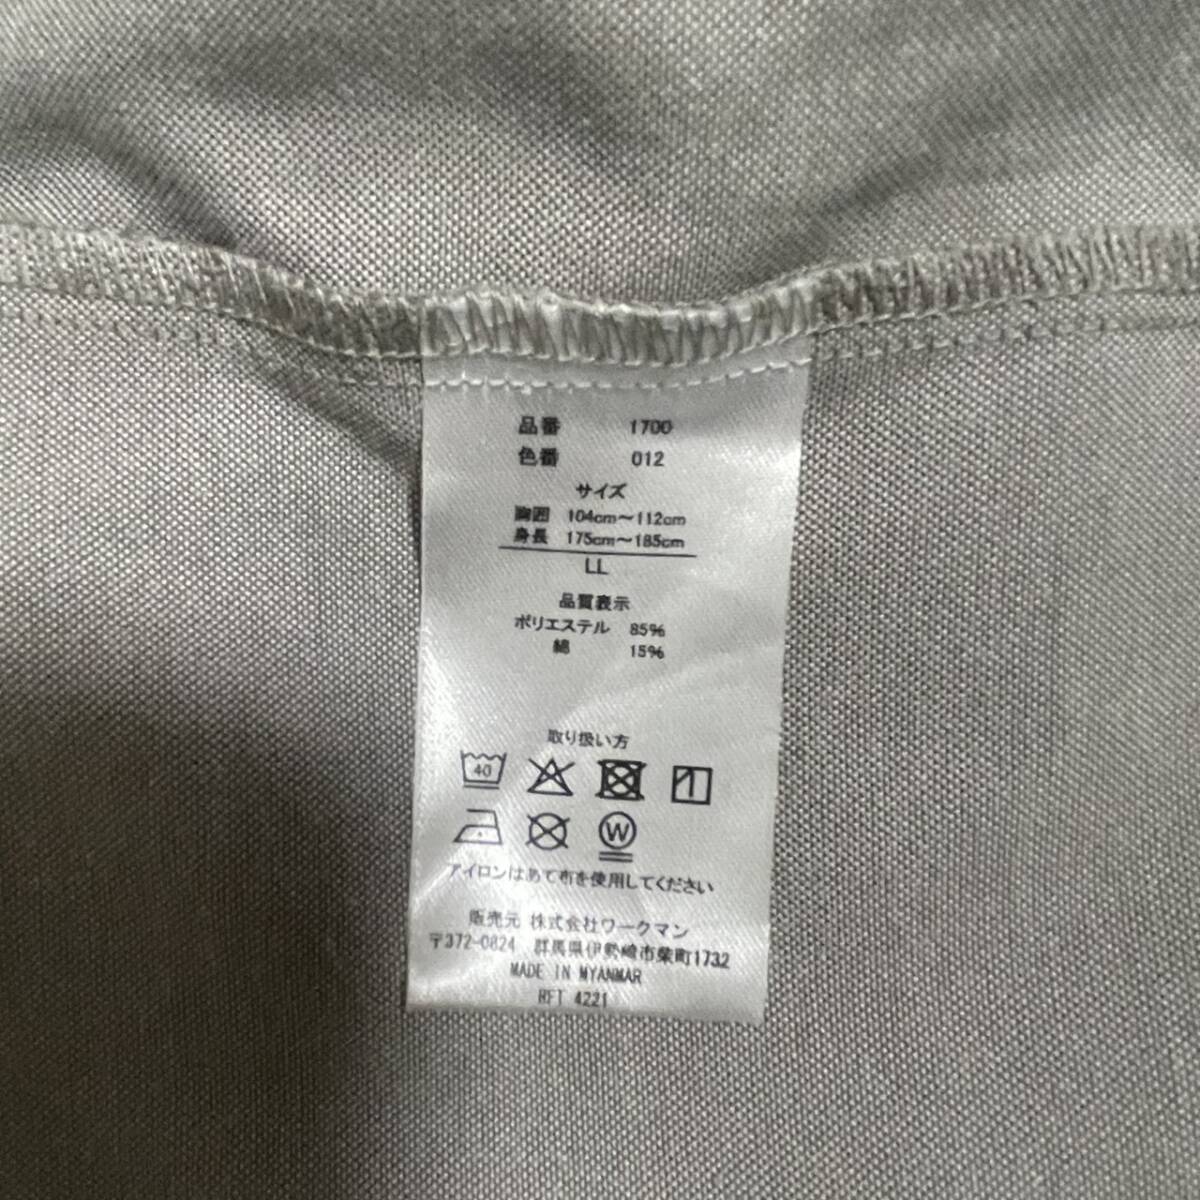 品番 1700
色番 012
サイズ
胸囲 104cm～112cm
身長 175cm～185cm
LL
品質表示
ポリエステル 85%
綿 15%
取り扱い方
40
W
アイロンはあて布を使用してください
販売元 株式会社ワークマン
〒372-0824 群馬県伊勢崎市柴町1732
MADE IN MYANMAR
RFT 4221